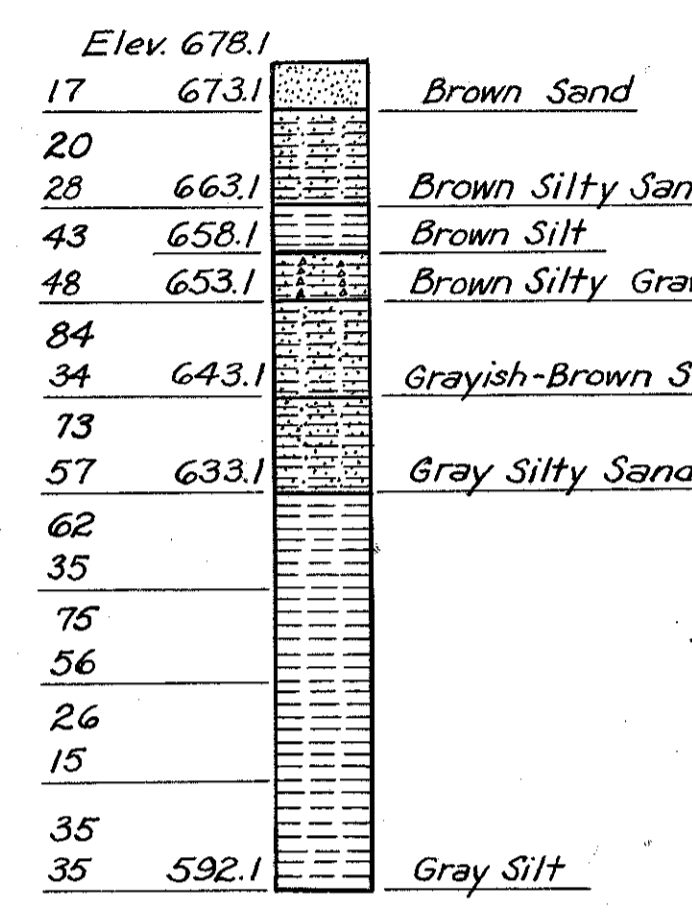 Elev. 678.1
17 673.1 Brown Sand
20
28 663.1 Brown Silty San
43 658.1 Brown Silt
48 653.1 Brown Silty Gra
84
34 643.1 Grayish-Brown S
73
57 633.1 Gray Silty Sand
62
35
75
56
26
15
35
35 592.1 Gray Silt